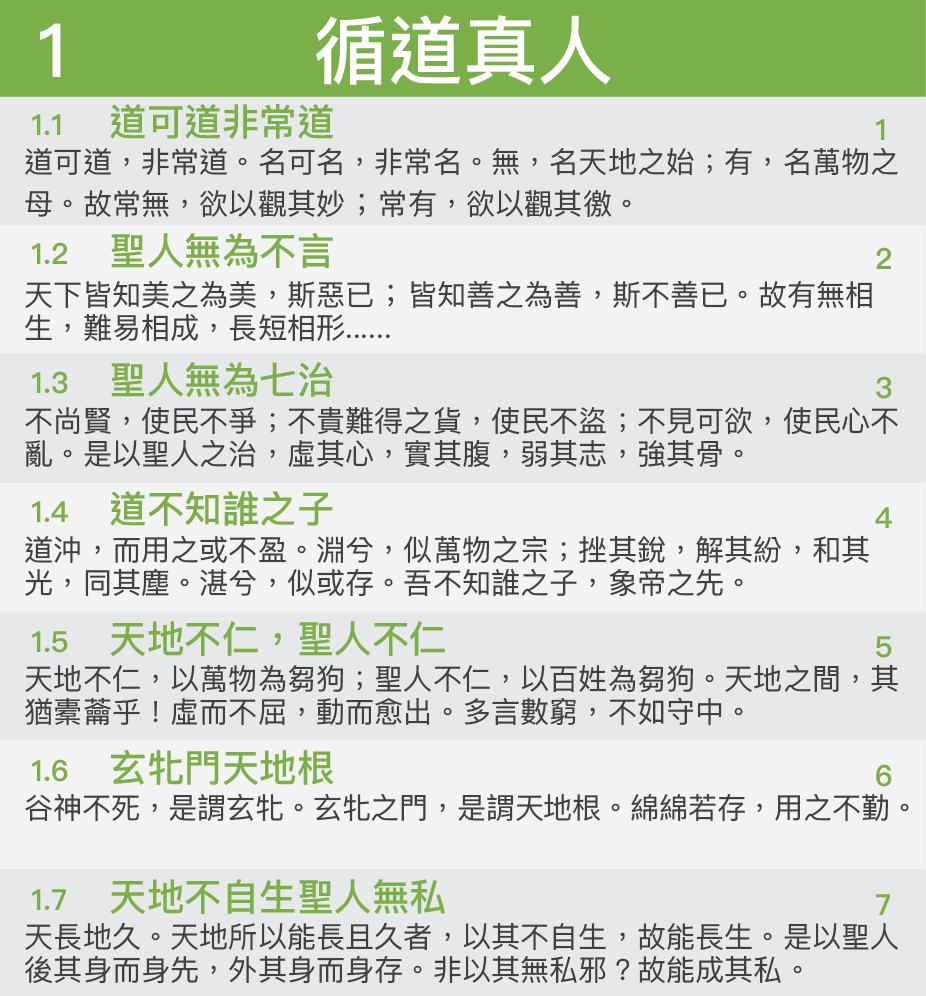 1 循道真人
1.1 道可道非常道 1
道可道，非常道。名可名，非常名。無，名天地之始；有，名萬物之
母。故常無，欲以觀其妙；常有，欲以觀其徼。
1.2 聖人無為不言 2
天下皆知美之為美，斯惡已；皆知善之為善，斯不善已。故有無相
生，難易相成，長短相形......
1.3 聖人無為七治 3
不尚賢，使民不爭；不貴難得之貨，使民不盜；不見可欲，使民心不
亂。是以聖人之治，虛其心，實其腹，弱其志，強其骨。
1.4 道不知誰之子 4
道沖，而用之或不盈。淵兮，似萬物之宗；挫其銳，解其紛，和其
光，同其塵。湛兮，似或存。吾不知誰之子，象帝之先。
1.5 天地不仁，聖人不仁 5
天地不仁，以萬物為芻狗；聖人不仁，以百姓為芻狗。天地之間，其
猶橐蘥乎！虛而不屈，動而愈出。多言數窮，不如守中。
1.6 玄牝門天地根 6
谷神不死，是謂玄牝。玄牝之門，是謂天地根。綿綿若存，用之不勤。
1.7 天地不自生聖人無私 7
天長地久。天地所以能長且久者，以其不自生，故能長生。是以聖人
後其身而身先，外其身而身存。非以其無私邪？故能成其私。